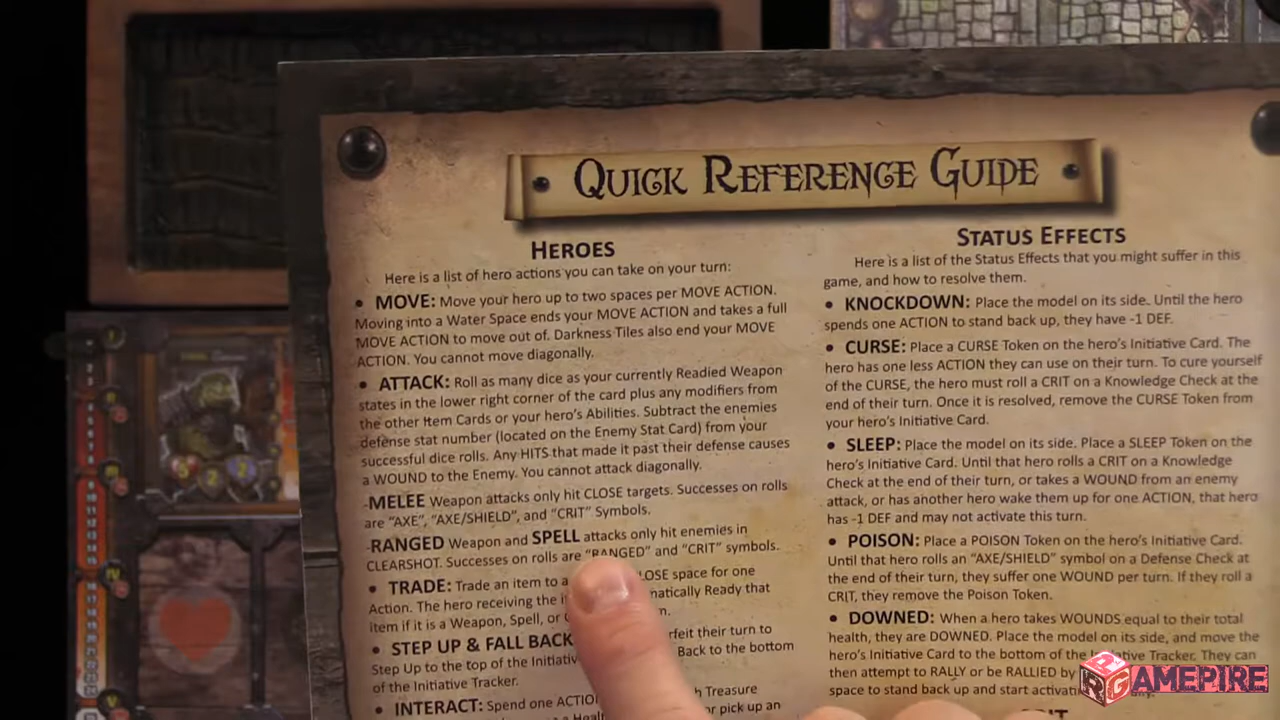 QUICK REFERENCE GUIDE
HEROES
Here is a list of hero actions you can take on your turn:
• MOVE: Move your hero up to two spaces per MOVE ACTION.
Moving into a Water Space ends your MOVE ACTION and takes a full
MOVE ACTION to move out of. Darkness Tiles also end your MOVE
ACTION. You cannot move diagonally.
• ATTACK: Roll as many dice as your currently Readied Weapon
states in the lower right corner of the card plus any modifiers from
the other Item Cards or your hero's Abilities. Subtract the enemies
defense stat number (located on the Enemy Stat Card) from your
successful dice rolls. Any HITS that made it past their defense causes
a WOUND to the Enemy. You cannot attack diagonally.
-MELEE Weapon attacks only hit CLOSE targets. Successes on rolls
are "AXE", "AXE/SHIELD", and "CRIT" Symbols.
-RANGED Weapon and SPELL attacks only hit enemies in
CLEARSHOT. Successes on rolls are "RANGED" and "CRIT" symbols.
• TRADE: Trade an item to a CLOSE space for one
Action. The hero receiving the Ready that
item if it is a Weapon, Spell, or
• STEP UP & FALL BACK their turn to
Step Up to the top of the Back to the bottom
of the Initiative Tracker.
• INTERACT: Spend one Treasure
or pick up an
STATUS EFFECTS
Here is a list of the Status Effects that you might suffer in this
game, and how to resolve them.
• KNOCKDOWN: Place the model on its side. Until the hero
spends one ACTION to stand back up, they have -1 DEF.
• CURSE: Place a CURSE Token on the hero's Initiative Card. The
hero has one less ACTION they can use on their turn. To cure yourself
of the CURSE, the hero must roll a CRIT on a Knowledge Check at the
end of their turn. Once it is resolved, remove the CURSE Token from
your hero's Initiative Card.
• SLEEP: Place the model on its side. Place a SLEEP Token on the
hero's Initiative Card. Until that hero rolls a CRIT on a Knowledge
Check at the end of their turn, or takes a WOUND from an enemy
attack, or has another hero wake them up for one ACTION, that hero
has -1 DEF and may not activate this turn.
• POISON: Place a POISON Token on the hero's Initiative Card.
Until that hero rolls an "AXE/SHIELD" symbol on a Defense Check at
the end of their turn, they suffer one WOUND per turn. If they roll a
CRIT, they remove the Poison Token.
• DOWNED: When a hero takes WOUNDS equal to their total
health, they are DOWNED. Place the model on its side, and move the
hero's Initiative Card to the bottom of the Initiative Tracker. They can
then attempt to RALLY or be RALLIED by
space to stand back up and start
GAMEPIRE